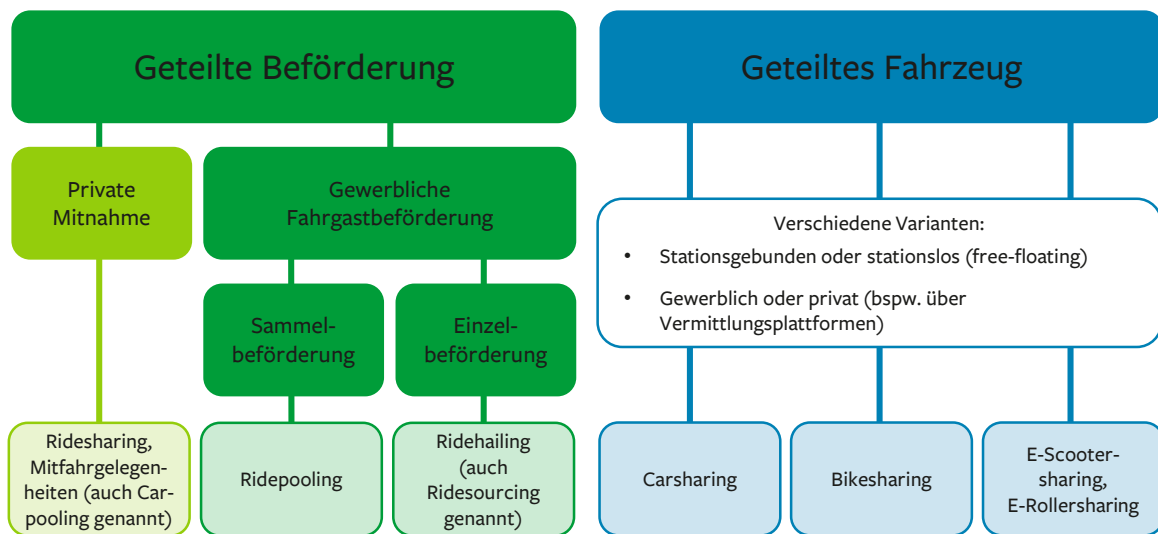 Geteilte Beförderung
Geteiltes Fahrzeug
Private
Mitnahme
Gewerbliche
Fahrgastbeförderung
Verschiedene Varianten:
• Stationsgebunden oder stationslos (free-floating)
• Gewerblich oder privat (bspw. über
Vermittlungsplattformen)
Sammel-
beförderung
Einzel-
beförderung
Ridesharing,
Mitfahrgelegen-
heiten (auch Car-
pooling genannt)
Ridepooling
Ridehailing
(auch
Ridesourcing
genannt)
Carsharing
Bikesharing
E-Scooter-
sharing,
E-Rollersharing